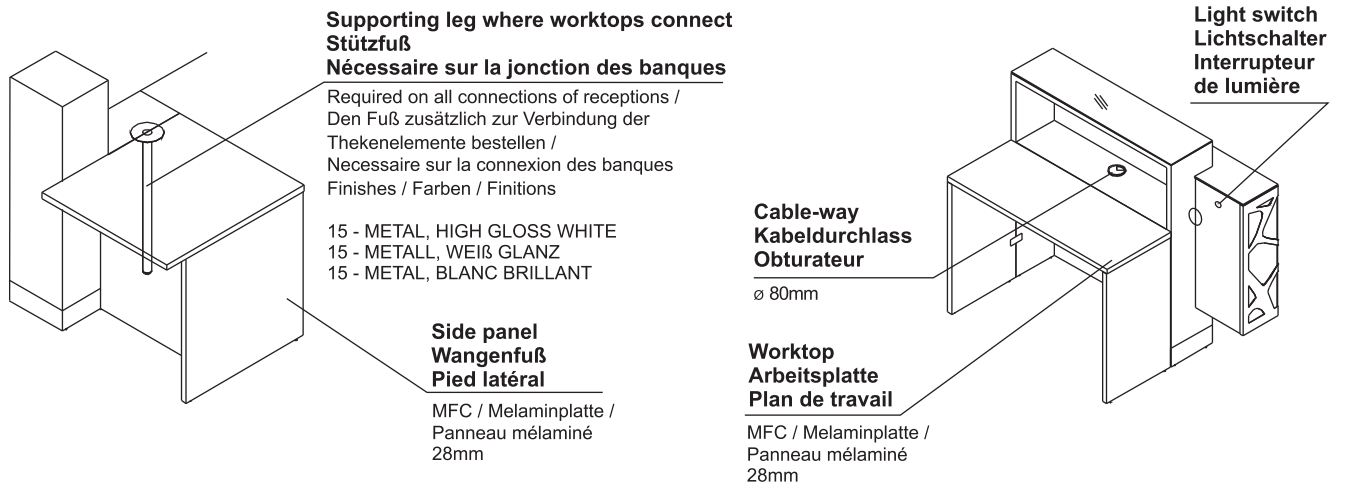 Supporting leg where worktops connect
Stützfuß
Nécessaire sur la jonction des banques
Required on all connections of receptions /
Den Fuß zusätzlich zur Verbindung der
Thekenelemente bestellen /
Necessaire sur la connexion des banques
Finishes / Farben / Finitions
15 - METAL, HIGH GLOSS WHITE
15 - METALL, WEIß GLANZ
15 - METAL, BLANC BRILLANT
Side panel
Wangenfuß
Pied latéral
MFC / Melaminplatte /
Panneau mélaminé
28mm
Light switch
Lichtschalter
Interrupteur
de lumière
Cable-way
Kabeldurchlass
Obturateur
ø 80mm
Worktop
Arbeitsplatte
Plan de travail
MFC / Melaminplatte /
Panneau mélaminé
28mm